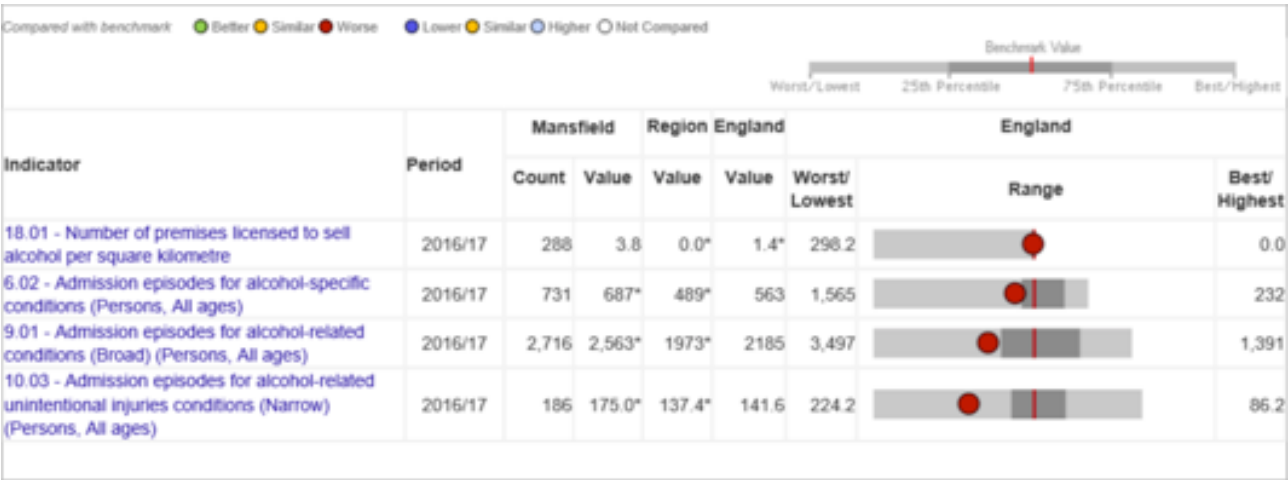 Compared with benchmark Better Similar Worse Lower Similar Higher Not Compared
Benchmark Value
Worst/Lowest 25th Percentile 75th Percentile Best/Highest
Indicator Period Mansfield Region England England
Count Value Value Value Worst/ Lowest Range Best/ Highest
18.01 - Number of premises licensed to sell
alcohol per square kilometre 2016/17 288 3.8 0.0* 1.4* 298.2 0.0
6.02 - Admission episodes for alcohol-specific
conditions (Persons, All ages) 2016/17 731 687* 489* 563 1,565 232
9.01 - Admission episodes for alcohol-related
conditions (Broad) (Persons, All ages) 2016/17 2,716 2,563* 1973* 2185 3,497 1,391
10.03 - Admission episodes for alcohol-related
unintentional injuries conditions (Narrow) 2016/17 186 175.0* 137.4* 141.6 224.2 86.2
(Persons, All ages)